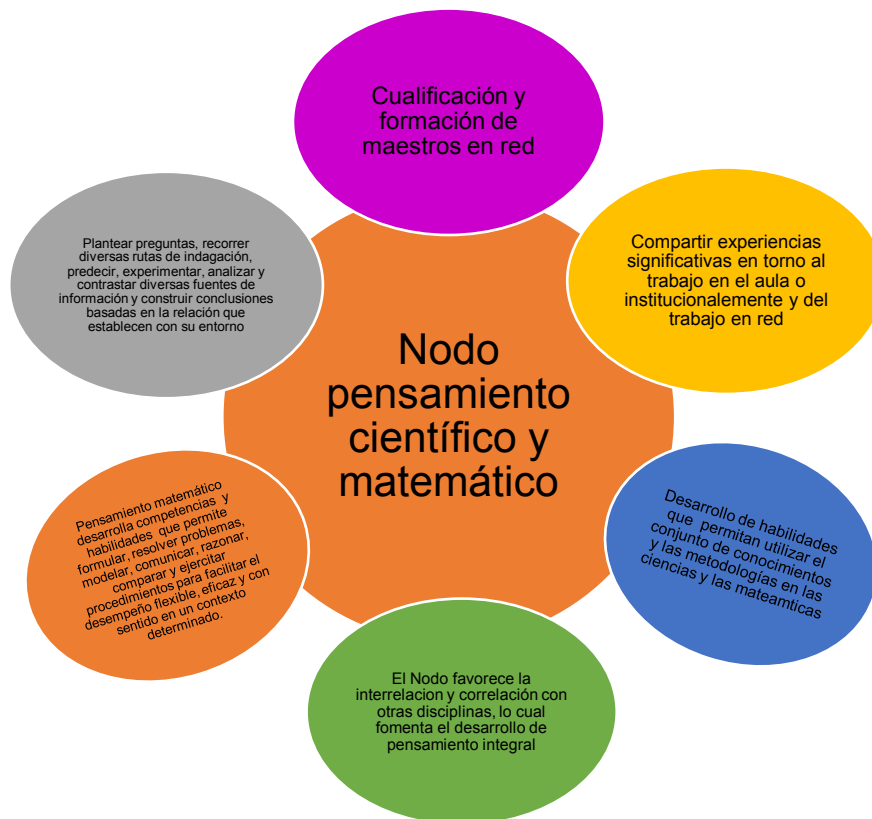 Cualificación y
formación de
maestros en red
Compartir experiencias
significativas en torno al
trabajo en el aula o
institucionalemente y del
trabajo en red
Desarrollo de habilidades
que permitan utilizar el
conjunto de conocimientos
y las metodologías en las
ciencias y las mateamticas
El Nodo favorece la
interrelacion y correlación con
otras disciplinas, lo cual
fomenta el desarrollo de
pensamiento integral
Pensamiento matemático
desarrolla competencias y
habilidades que permite
formular, resolver problemas,
modelar, comunicar, razonar,
comparar y ejercitar
procedimientos para facilitar el
desempeño flexible, eficaz y con
sentido en un contexto
determinado.
Plantear preguntas, recorrer
diversas rutas de indagación,
predecir, experimentar, analizar y
contrastar diversas fuentes de
información y construir conclusiones
basadas en la relación que
establecen con su entorno
Nodo
pensamiento
científico y
matemático